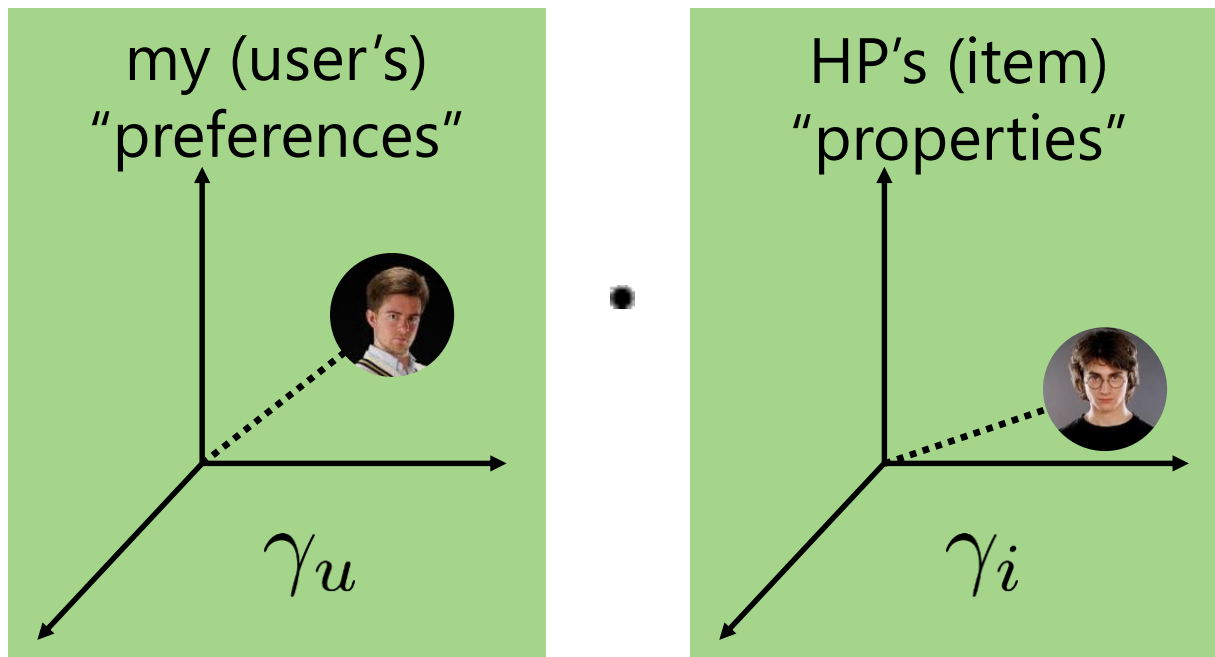 my (user’s)
“preferences”
HP’s (item)
“properties”
γu
γi